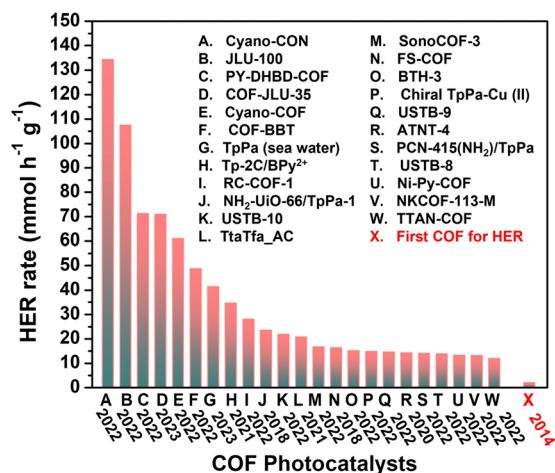 HER rate (mmol h⁻¹ g⁻¹)
150
140
130
120
110
100
90
80
70
60
50
40
30
20
10
0
A. Cyano-CON
B. JLU-100
C. PY-DHBD-COF
D. COF-JLU-35
E. Cyano-COF
F. COF-BBT
G. TpPa (sea water)
H. Tp-2C/BPy²⁺
I. RC-COF-1
J. NH₂-UiO-66/TpPa-1
K. USTB-10
L. TtaTfa_AC
M. SonoCOF-3
N. FS-COF
O. BTH-3
P. Chiral TpPa-Cu (II)
Q. USTB-9
R. ATNT-4
S. PCN-415(NH₂)/TpPa
T. USTB-8
U. Ni-Py-COF
V. NKCOF-113-M
W. TTAN-COF
X. First COF for HER
A B C D E F G H I J K L M N O P Q R S T U V W X
2022 2022 2022 2023 2022 2022 2023 2021 2021 2018 2022 2021 2022 2018 2022 2022 2022 2020 2022 2022 2022 2022 2022 2014
COF Photocatalysts